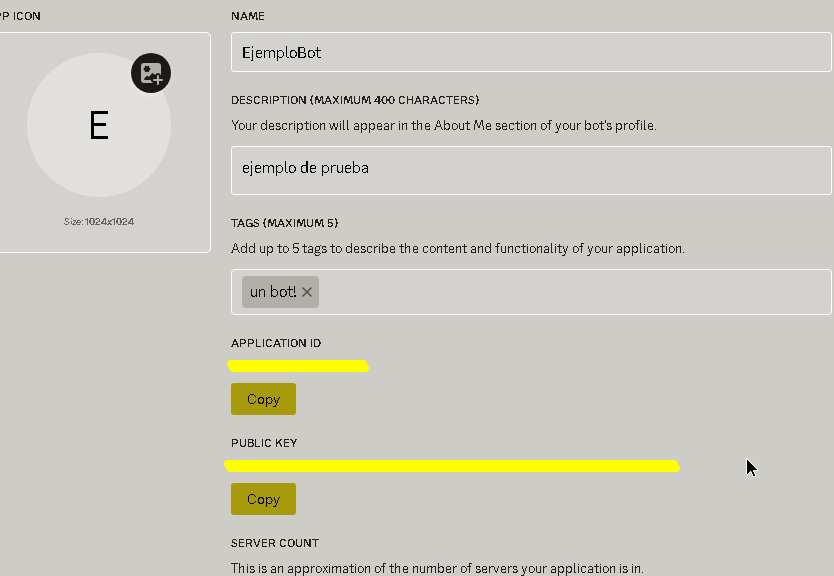 PP ICON
E
Size: 1024x1024
NAME
EjemploBot
DESCRIPTION (MAXIMUM 400 CHARACTERS)
Your description will appear in the About Me section of your bot's profile.
ejemplo de prueba
TAGS (MAXIMUM 5)
Add up to 5 tags to describe the content and functionality of your application.
un bot!
APPLICATION ID
Copy
PUBLIC KEY
Copy
SERVER COUNT
This is an approximation of the number of servers your application is in.